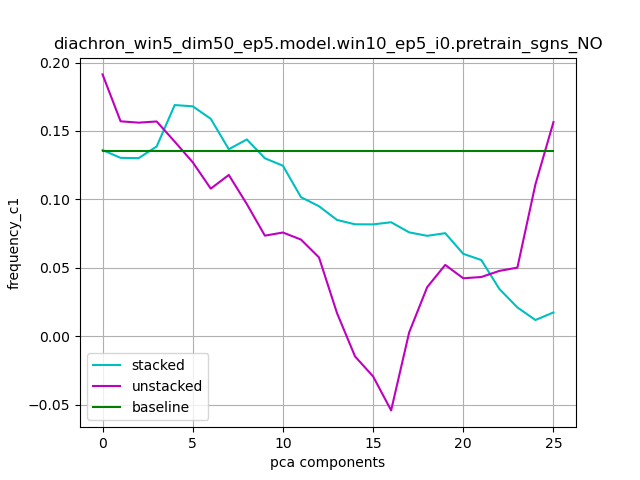 diachron_win5_dim50_ep5.model.win10_ep5_i0.pretrain_sgns_NO
0.20
0.15
0.10
0.05
0.00
−0.05
frequency_c1
stacked
unstacked
baseline
0 5 10 15 20 25
pca components